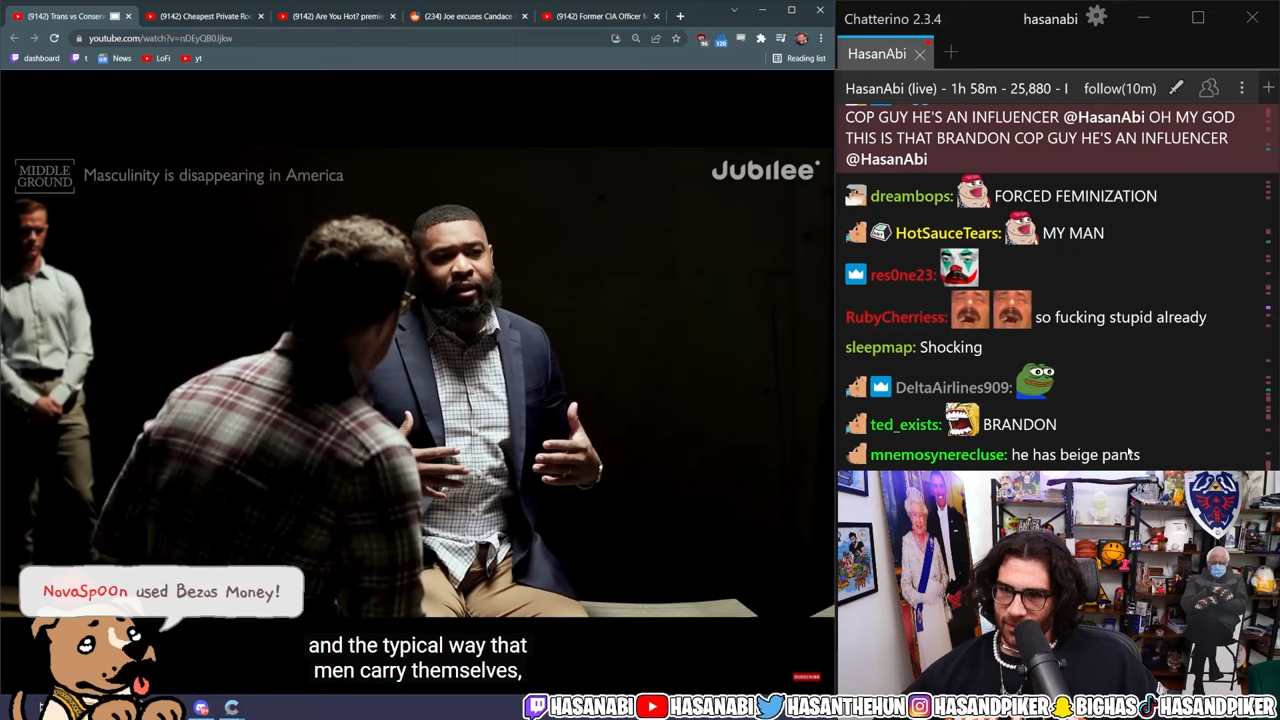 (9142) Trans vs Conserv
(9142) Cheapest Private Roo
(9142) Are You Hot? premie
(234) Joe excuses Candace
(9142) Former CIA Officer M
youtube.com/watch?v=nDEyQB0Jjkw
dashboard
t
News
LoFi
yt
Reading list
MIDDLE
GROUND
Masculinity is disappearing in America
Jubilee
NovaSpoon used Bezos Money!
and the typical way that
men carry themselves,
SUBSCRIBE
Chatterino 2.3.4
hasanabi
HasanAbi
HasanAbi (live) - 1h 58m - 25,880 - I
follow(10m)
COP GUY HE'S AN INFLUENCER @HasanAbi OH MY GOD
THIS IS THAT BRANDON COP GUY HE'S AN INFLUENCER
@HasanAbi
dreambops: FORCED FEMINIZATION
HotSauceTears: MY MAN
res0ne23:
RubyCherriess: so fucking stupid already
sleepmap: Shocking
DeltaAirlines909:
ted_exists: BRANDON
mnemosynerecluse: he has beige pants
HASANABI
HASANABI
HASANTHEHUN
HASANDPIKER
BIGHAS
HASANDPIKER